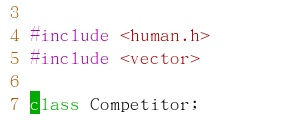 3
4 #include <human.h>
5 #include <vector>
6
7 class Competitor;